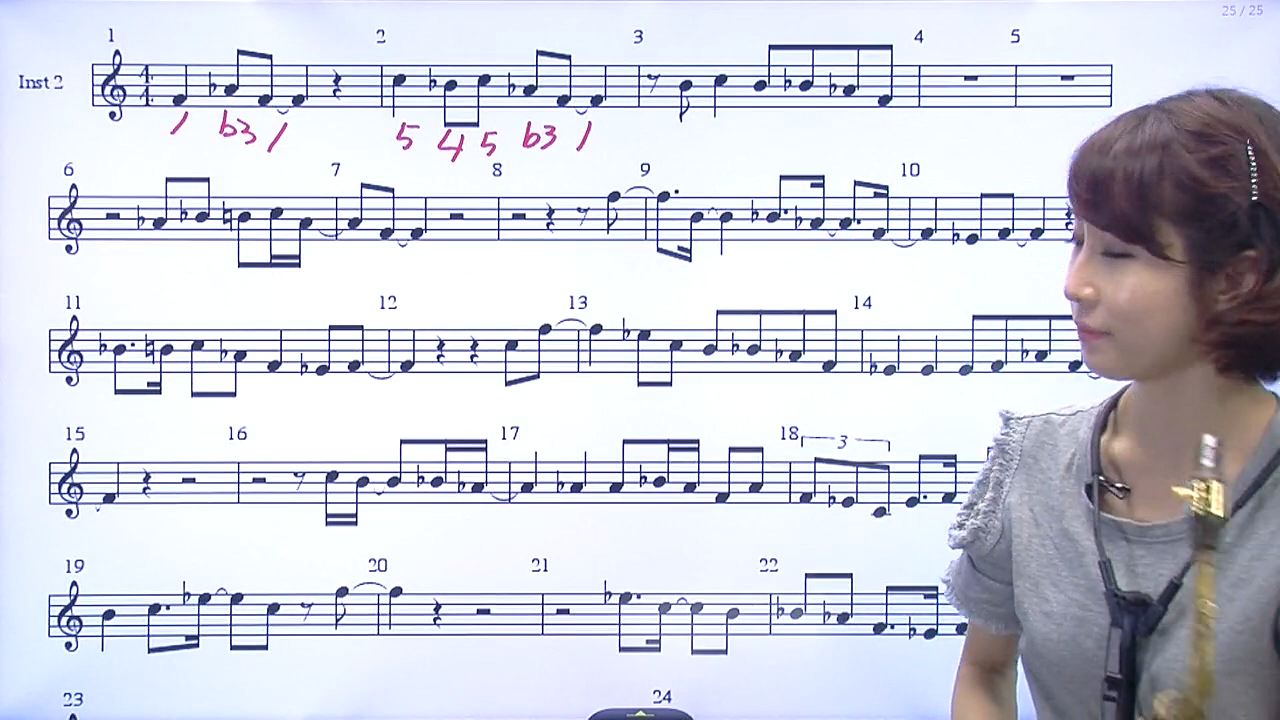 25 / 25
1 2 3 4 5
Inst 2
1 b3 1 5 4 5 b3 1
6 7 8 9 10
11 12 13 14
15 16 17 18 3
19 20 21 22
23 24